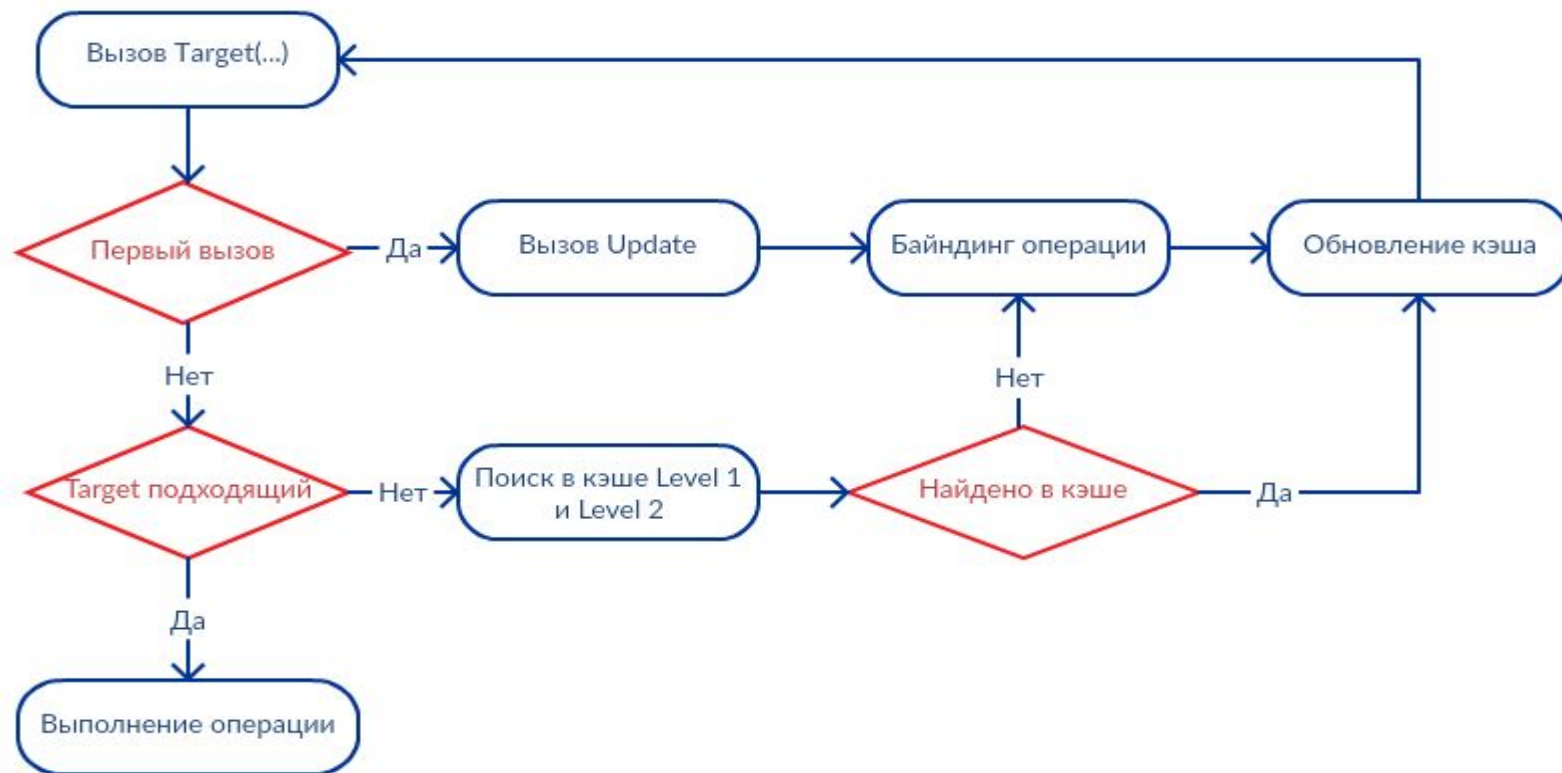 Вызов Target(...)
Первый вызов
Да
Вызов Update
Байндинг операции
Обновление кэша
Нет
Нет
Target подходящий
Нет
Поиск в кэше Level 1
и Level 2
Найдено в кэше
Да
Да
Выполнение операции